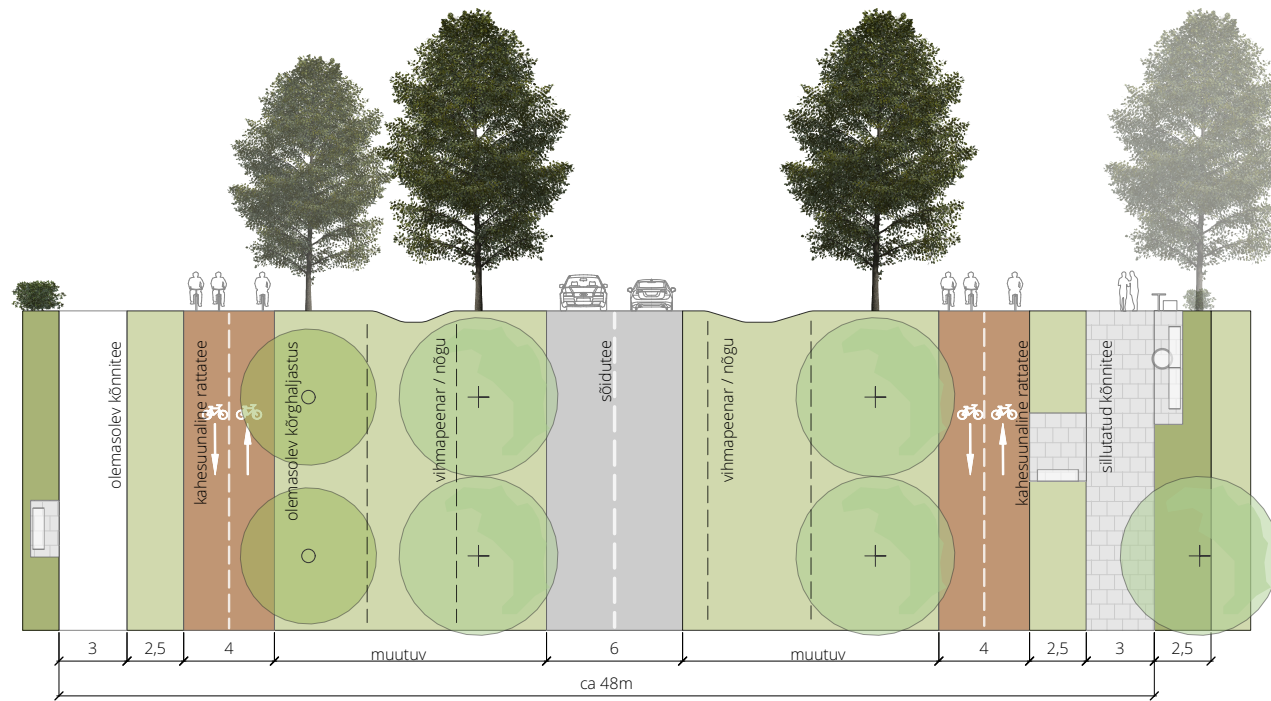 olemasolev kõnnitee
kahesuunaline rattatee
olemasolev kõrghaljastus
vihmapeenar / nõgu
sõidutee
vihmapeenar / nõgu
kahesuunaline rattatee
sillutatud kõnnitee
3
2,5
4
muutuv
6
muutuv
4
2,5
3
2,5
ca 48m